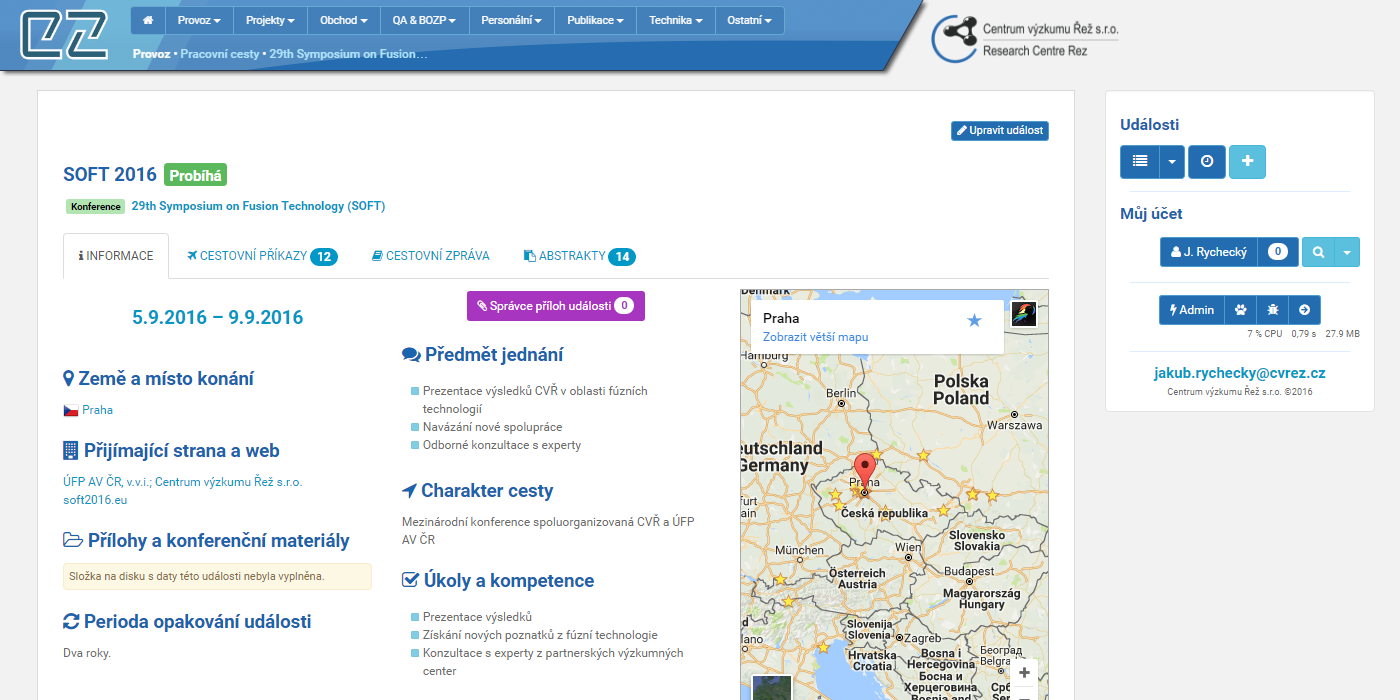 Provoz
Projekty
Obchod
QA & BOZP
Personální
Publikace
Technika
Ostatní
Provoz • Pracovní cesty • 29th Symposium on Fusion...
Centrum výzkumu Řež s.r.o.
Research Centre Rez
Upravit událost
SOFT 2016 Probíhá
Konference 29th Symposium on Fusion Technology (SOFT)
INFORMACE
CESTOVNÍ PŘÍKAZY 12
CESTOVNÍ ZPRÁVA
ABSTRAKTY 14
5.9.2016 – 9.9.2016
Země a místo konání
Praha
Přijímající strana a web
ÚFP AV ČR, v.v.i.; Centrum výzkumu Řež s.r.o.
soft2016.eu
Přílohy a konferenční materiály
Složka na disku s daty této události nebyla vyplněna.
Perioda opakování události
Dva roky.
Správce příloh události 0
Předmět jednání
Prezentace výsledků CVŘ v oblasti fúzních
technologií
Navázání nové spolupráce
Odborné konzultace s experty
Charakter cesty
Mezinárodní konference spoluorganizovaná CVŘ a ÚFP
AV ČR
Úkoly a kompetence
Prezentace výsledků
Získání nových poznatků z fúzní technologie
Konzultace s experty z partnerských výzkumných
center
Denmark
Praha
Zobrazit větší mapu
Hamburg
Berlin
Polska
Poland
Warszawa
eutschland
Germany
Praha
furt
ain
Česká republika
Slovensko
Slovakia
München
Wien
Österreich
Austria
Budapest
Magyarország
Hungary
Slovenija
Slovenia
Zagreb
lano
Hrvatska
Croatia
Bosna i
Hercegovina
Босна и
Херцеговина
Bosnia and
Београд
Belgrade
Срб
Události
Můj účet
J. Rychecký 0
Admin
7 % CPU 0,79 s 27.9 MB
jakub.rychecky@cvrez.cz
Centrum výzkumu Řež s.r.o. ©2016